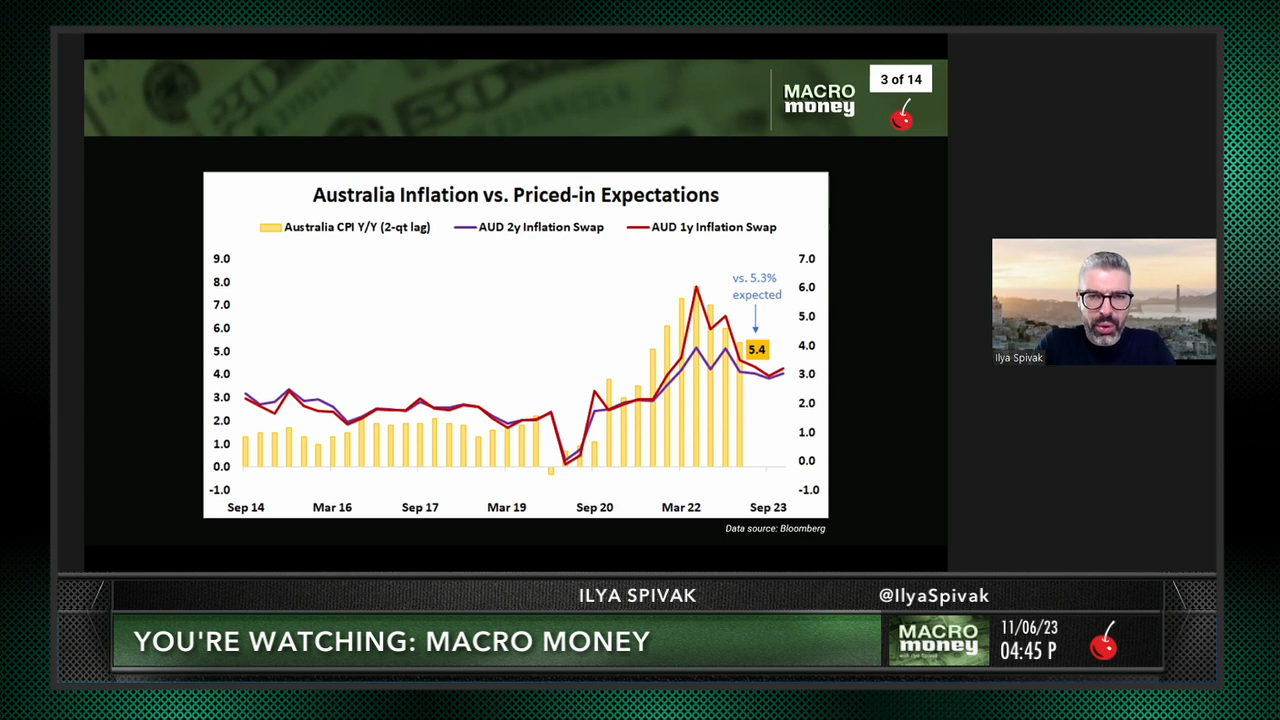 MACRO
money
3 of 14
Australia Inflation vs. Priced-in Expectations
Australia CPI Y/Y (2-qt lag) AUD 2y Inflation Swap AUD 1y Inflation Swap
9.0
8.0
7.0
6.0
5.0
4.0
3.0
2.0
1.0
0.0
-1.0
vs. 5.3%
expected
5.4
7.0
6.0
5.0
4.0
3.0
2.0
1.0
0.0
-1.0
Sep 14 Mar 16 Sep 17 Mar 19 Sep 20 Mar 22 Sep 23
Data source: Bloomberg
Ilya Spivak
ILYA SPIVAK @IlyaSpivak
YOU'RE WATCHING: MACRO MONEY
MACRO
money
11/06/23
04:45 P